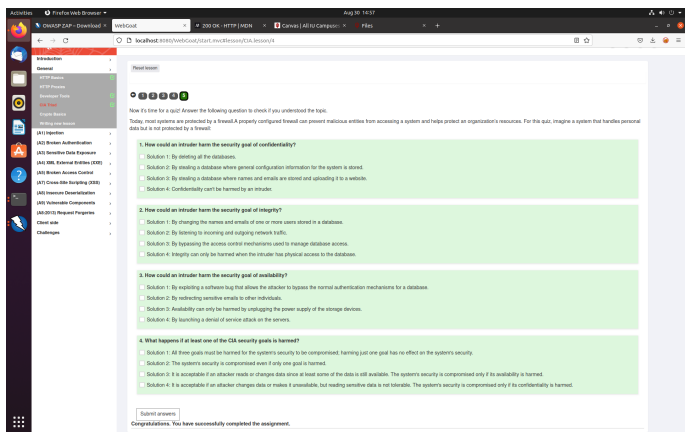 Activities
Firefox Web Browser
Aug 30 14:57
OWASP ZAP – Download
WebGoat
200 OK - HTTP | MDN
Canvas | All IU Campuses
Files
localhost:8080/WebGoat/start.mvc#lesson/CIA.lesson/4
Introduction
General
HTTP Basics
HTTP Proxies
Developer Tools
CIA Triad
Crypto Basics
Writing new lesson
(A1) Injection
(A2) Broken Authentication
(A3) Sensitive Data Exposure
(A4) XML External Entities (XXE)
(A5) Broken Access Control
(A7) Cross-Site Scripting (XSS)
(A8) Insecure Deserialization
(A9) Vulnerable Components
(A8:2013) Request Forgeries
Client side
Challenges
Reset lesson
1 2 3 4 5
Now it's time for a quiz! Answer the following question to check if you understood the topic.
Today, most systems are protected by a firewall.A properly configured firewall can prevent malicious entities from accessing a system and helps protect an organization's resources. For this quiz, imagine a system that handles personal
data but is not protected by a firewall:
1. How could an intruder harm the security goal of confidentiality?
Solution 1: By deleting all the databases.
Solution 2: By stealing a database where general configuration information for the system is stored.
Solution 3: By stealing a database where names and emails are stored and uploading it to a website.
Solution 4: Confidentiality can't be harmed by an intruder.
2. How could an intruder harm the security goal of integrity?
Solution 1: By changing the names and emails of one or more users stored in a database.
Solution 2: By listening to incoming and outgoing network traffic.
Solution 3: By bypassing the access control mechanisms used to manage database access.
Solution 4: Integrity can only be harmed when the intruder has physical access to the database.
3. How could an intruder harm the security goal of availability?
Solution 1: By exploiting a software bug that allows the attacker to bypass the normal authentication mechanisms for a database.
Solution 2: By redirecting sensitive emails to other individuals.
Solution 3: Availability can only be harmed by unplugging the power supply of the storage devices.
Solution 4: By launching a denial of service attack on the servers.
4. What happens if at least one of the CIA security goals is harmed?
Solution 1: All three goals must be harmed for the system's security to be compromised; harming just one goal has no effect on the system's security.
Solution 2: The system's security is compromised even if only one goal is harmed.
Solution 3: It is acceptable if an attacker reads or changes data since at least some of the data is still available. The system's security is compromised only if its availability is harmed.
Solution 4: It is acceptable if an attacker changes data or makes it unavailable, but reading sensitive data is not tolerable. The system's security is compromised only if its confidentiality is harmed.
Submit answers
Congratulations. You have successfully completed the assignment.